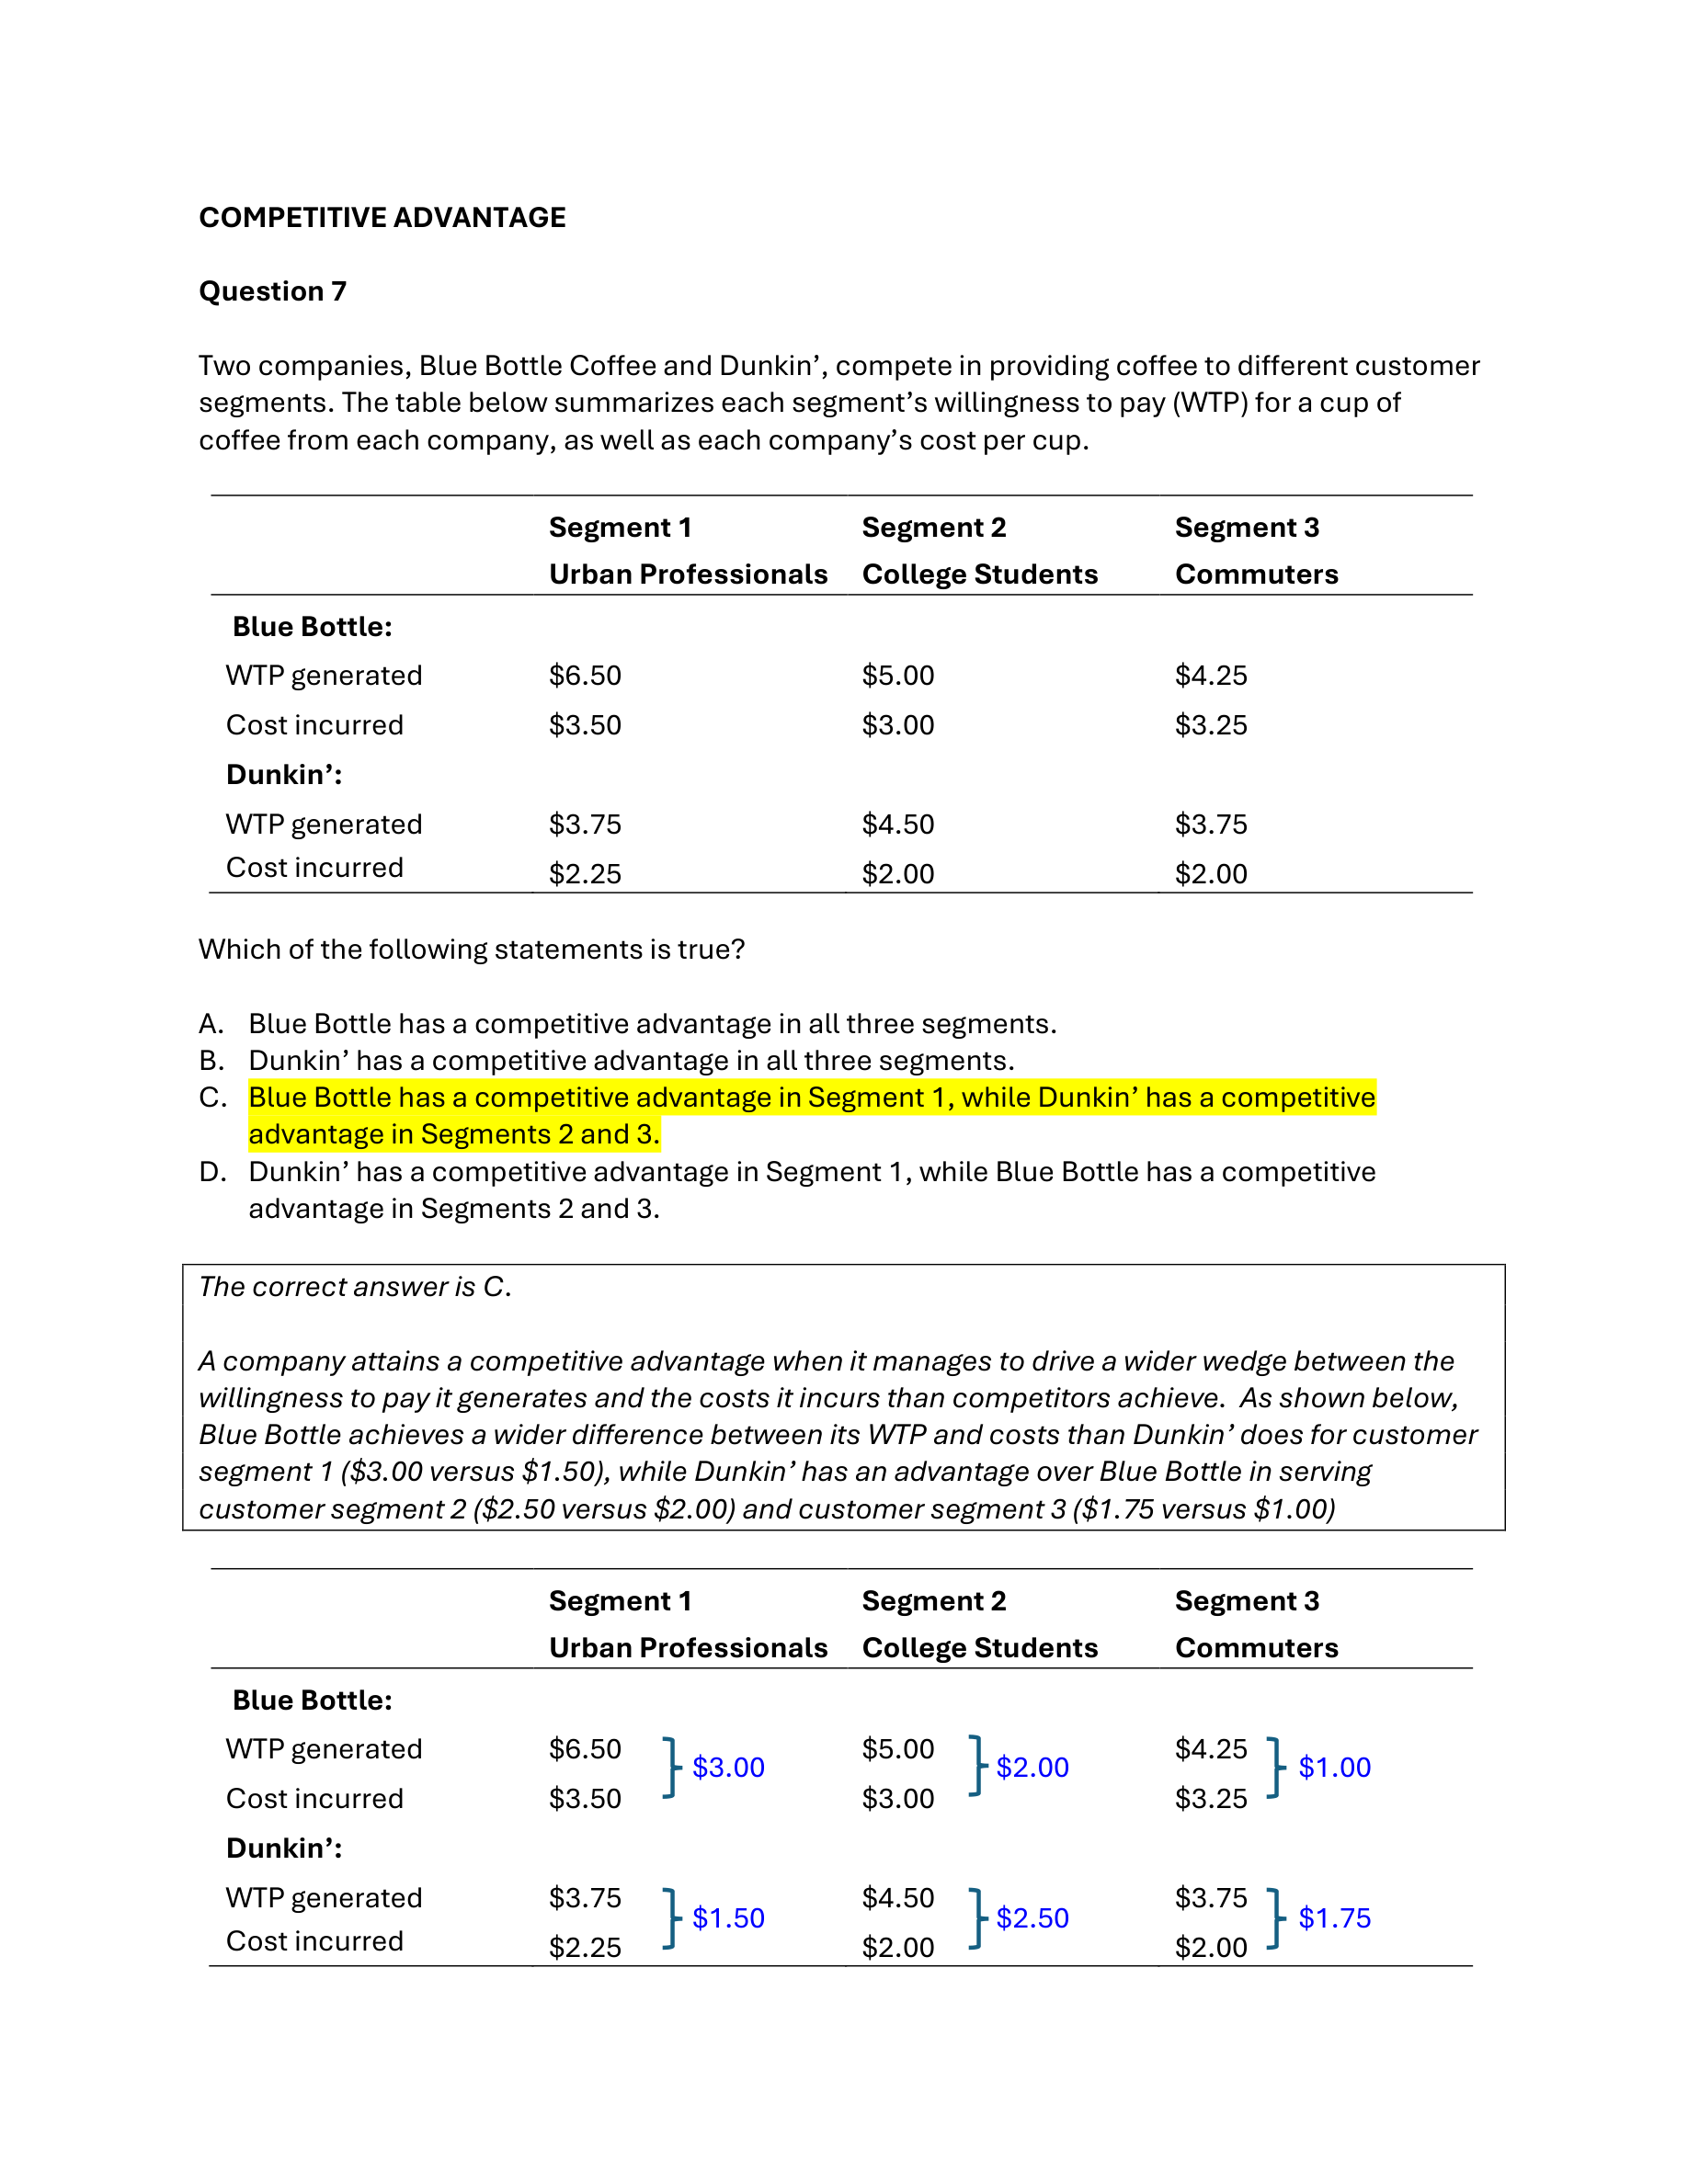 COMPETITIVE ADVANTAGE
Question 7
Two companies, Blue Bottle Coffee and Dunkin’, compete in providing coffee to different customer
segments. The table below summarizes each segment’s willingness to pay (WTP) for a cup of
coffee from each company, as well as each company’s cost per cup.
Segment 1 Segment 2 Segment 3
Urban Professionals College Students Commuters
Blue Bottle:
WTP generated $6.50 $5.00 $4.25
Cost incurred $3.50 $3.00 $3.25
Dunkin’:
WTP generated $3.75 $4.50 $3.75
Cost incurred $2.25 $2.00 $2.00
Which of the following statements is true?
A. Blue Bottle has a competitive advantage in all three segments.
B. Dunkin’ has a competitive advantage in all three segments.
C. Blue Bottle has a competitive advantage in Segment 1, while Dunkin’ has a competitive
advantage in Segments 2 and 3.
D. Dunkin’ has a competitive advantage in Segment 1, while Blue Bottle has a competitive
advantage in Segments 2 and 3.
The correct answer is C.
A company attains a competitive advantage when it manages to drive a wider wedge between the
willingness to pay it generates and the costs it incurs than competitors achieve.  As shown below,
Blue Bottle achieves a wider difference between its WTP and costs than Dunkin’ does for customer
segment 1 ($3.00 versus $1.50), while Dunkin’ has an advantage over Blue Bottle in serving
customer segment 2 ($2.50 versus $2.00) and customer segment 3 ($1.75 versus $1.00)
Segment 1 Segment 2 Segment 3
Urban Professionals College Students Commuters
Blue Bottle:
WTP generated $6.50 $5.00 $4.25
$3.00 $2.00 $1.00
Cost incurred $3.50 $3.00 $3.25
Dunkin’:
WTP generated $3.75 $4.50 $3.75
$1.50 $2.50 $1.75
Cost incurred $2.25 $2.00 $2.00